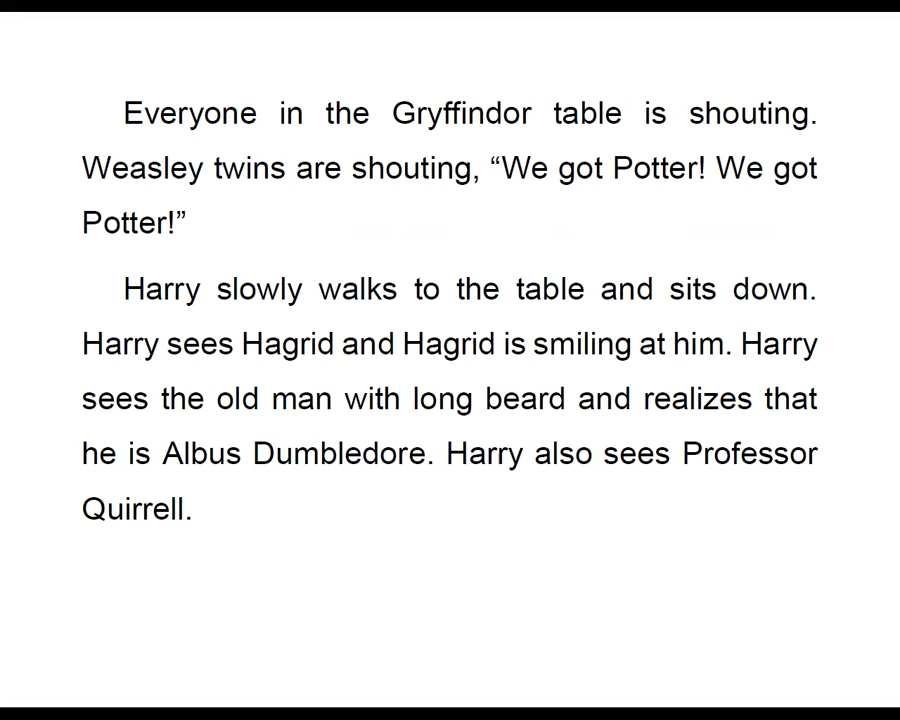 Everyone in the Gryffindor table is shouting.
Weasley twins are shouting, “We got Potter! We got
Potter!”
Harry slowly walks to the table and sits down.
Harry sees Hagrid and Hagrid is smiling at him. Harry
sees the old man with long beard and realizes that
he is Albus Dumbledore. Harry also sees Professor
Quirrell.